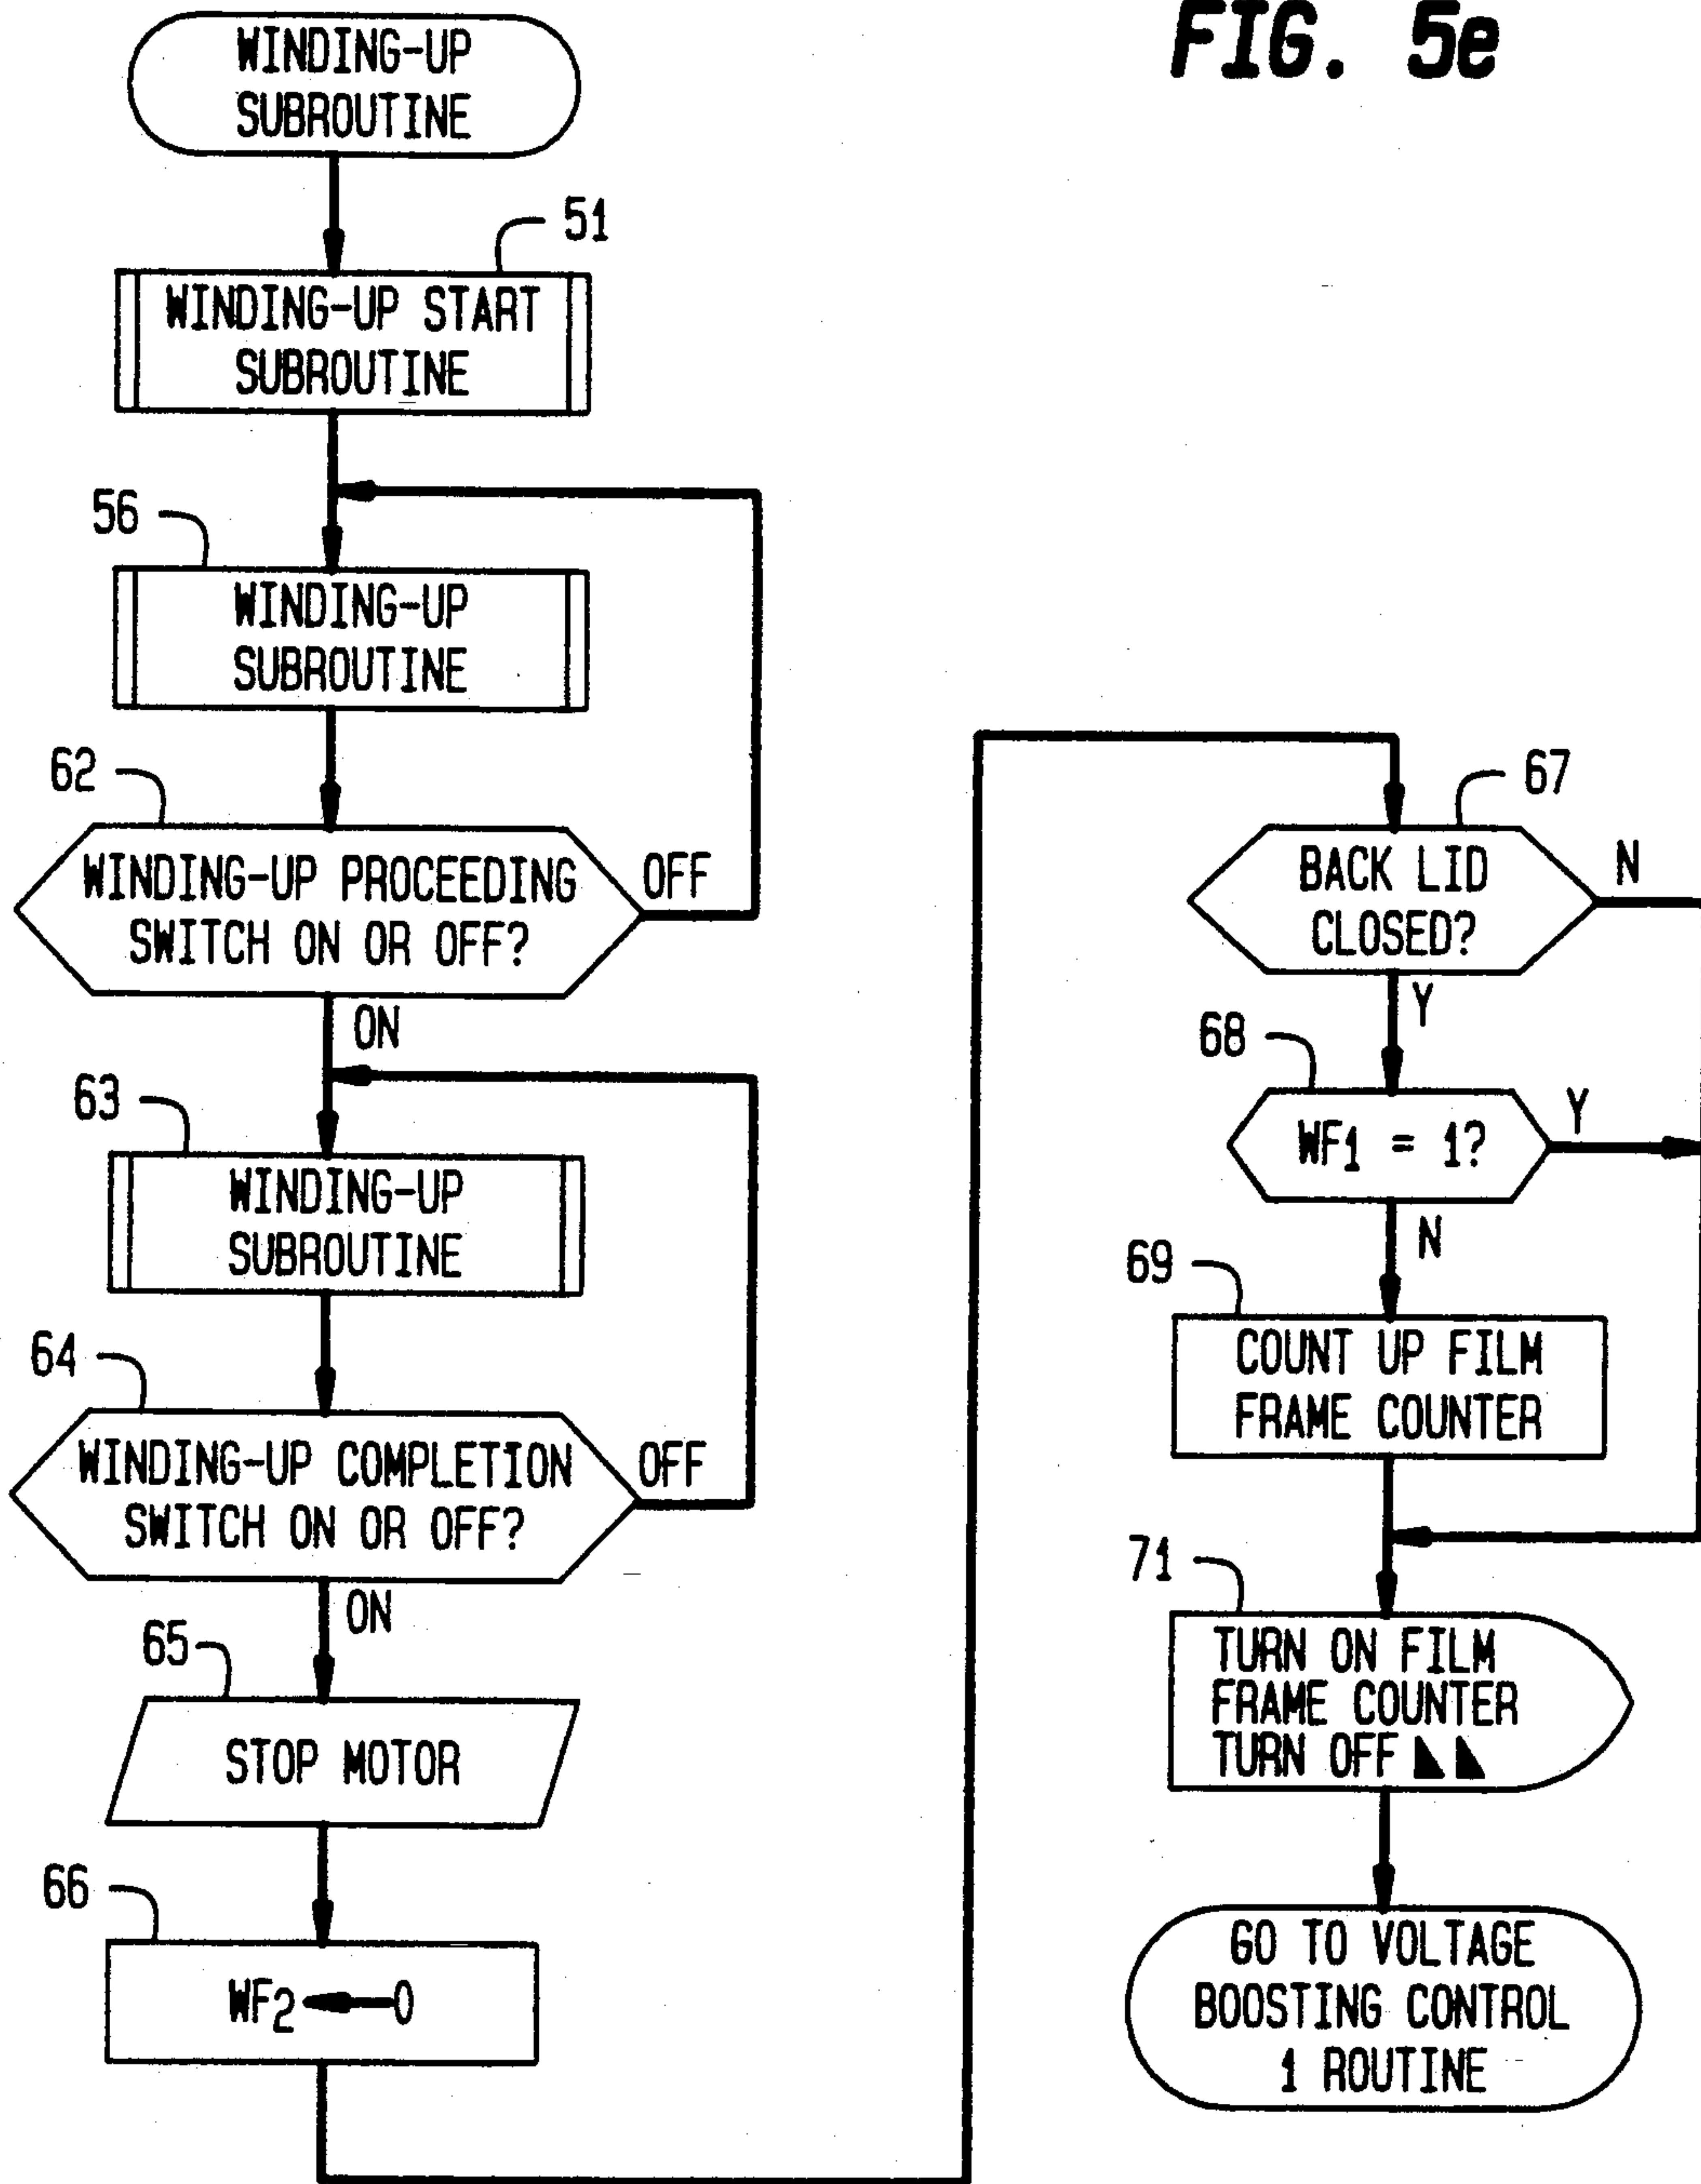 FIG. 5e
WINDING-UP
SUBROUTINE
51
WINDING-UP START
SUBROUTINE
56
WINDING-UP
SUBROUTINE
62
WINDING-UP PROCEEDING
SWITCH ON OR OFF?
OFF
ON
63
WINDING-UP
SUBROUTINE
64
WINDING-UP COMPLETION
SWITCH ON OR OFF?
OFF
ON
65
STOP MOTOR
66
WF2 ← 0
67
BACK LID
CLOSED?
N
Y
68
WF1 = 1?
Y
N
69
COUNT UP FILM
FRAME COUNTER
71
TURN ON FILM
FRAME COUNTER
TURN OFF ◣◣
GO TO VOLTAGE
BOOSTING CONTROL
1 ROUTINE